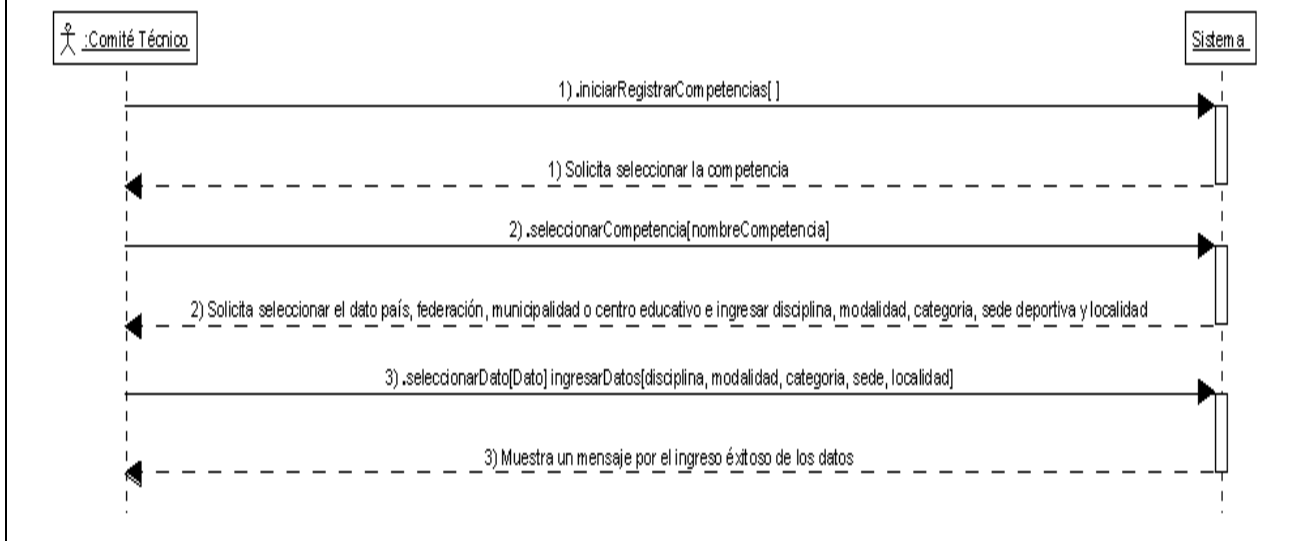 :Comité Técnico
Sistema
1) .iniciarRegistrarCompetencias[ ]
1) Solicita seleccionar la competencia
2) .seleccionarCompetencia[nombreCompetencia]
2) Solicita seleccionar el dato país, federación, municipalidad o centro educativo e ingresar disciplina, modalidad, categoria, sede deportiva y localidad
3) .seleccionarDato[Dato] ingresarDatos[disciplina, modalidad, categoria, sede, localidad]
3) Muestra un mensaje por el ingreso éxitoso de los datos